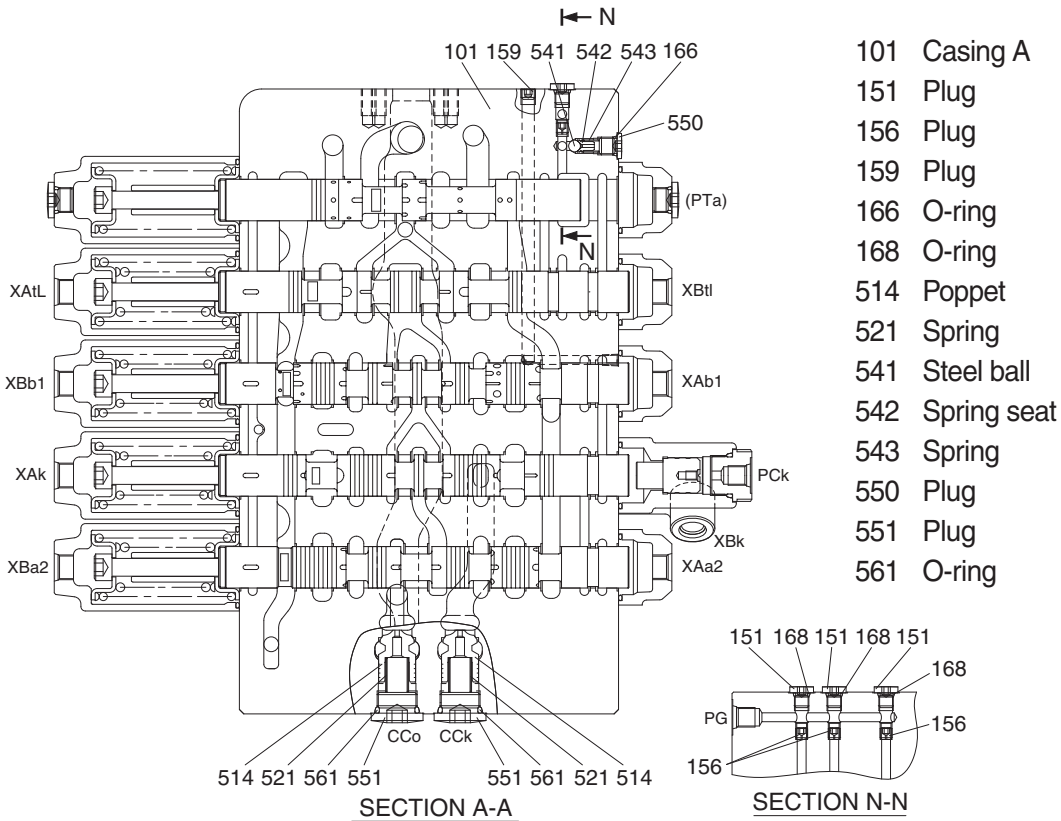 N
101 159 541 542 543 166
550
(PTa)
N
XAtL
XBtl
XBb1
XAb1
XAk
PCk
XBk
XBa2
XAa2
CCo CCk
514 521 561 551 551 561 521 514
SECTION A-A
101 Casing A
151 Plug
156 Plug
159 Plug
166 O-ring
168 O-ring
514 Poppet
521 Spring
541 Steel ball
542 Spring seat
543 Spring
550 Plug
551 Plug
561 O-ring
151 168 151 168 151
168
PG
156
156
SECTION N-N